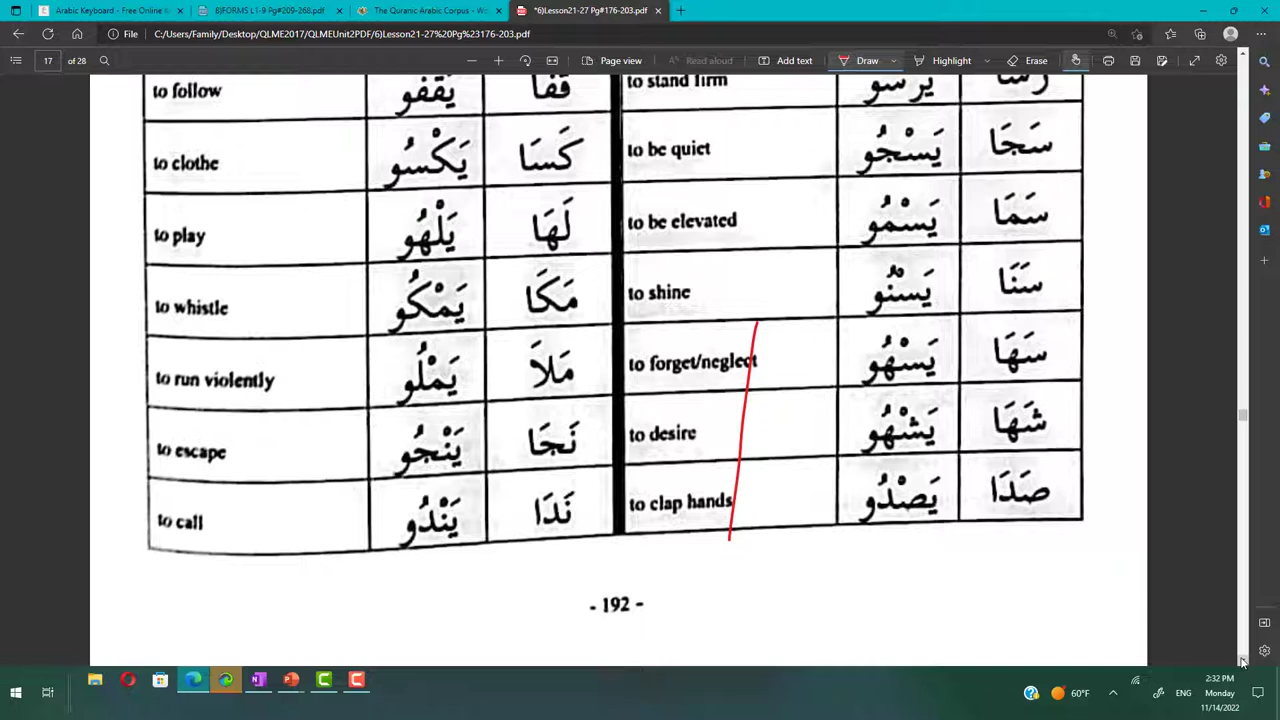 Arabic Keyboard - Free Online
B)FORMS L1-9 Pg#209-268.pdf
The Quranic Arabic Corpus - Wo
*6)Lesson21-27 Pg#176-203.pdf
File
C:/Users/Family/Desktop/QLME2017/QLMEUnit2PDF/6)Lesson21-27%20Pg%23176-203.pdf
17 of 28
Page view
Read aloud
Add text
Draw
Highlight
Erase
to follow يَقْفُو قَفَا to stand firm يَرْسُو رَسَا
to clothe يَكْسُو كَسَا to be quiet يَسْجُو سَجَا
to play يَلْهُو لَهَا to be elevated يَسْمُو سَمَا
to whistle يَمْكُو مَكَا to shine يَسْنُو سَنَا
to run violently يَمْلُو مَلاَ to forget/neglect يَسْهُو سَهَا
to escape يَنْجُو نَجَا to desire يَشْهُو شَهَا
to call يَنْدُو نَدَا to clap hands يَصْدُو صَدَا
- 192 -
60°F
ENG
2:32 PM
Monday
11/14/2022